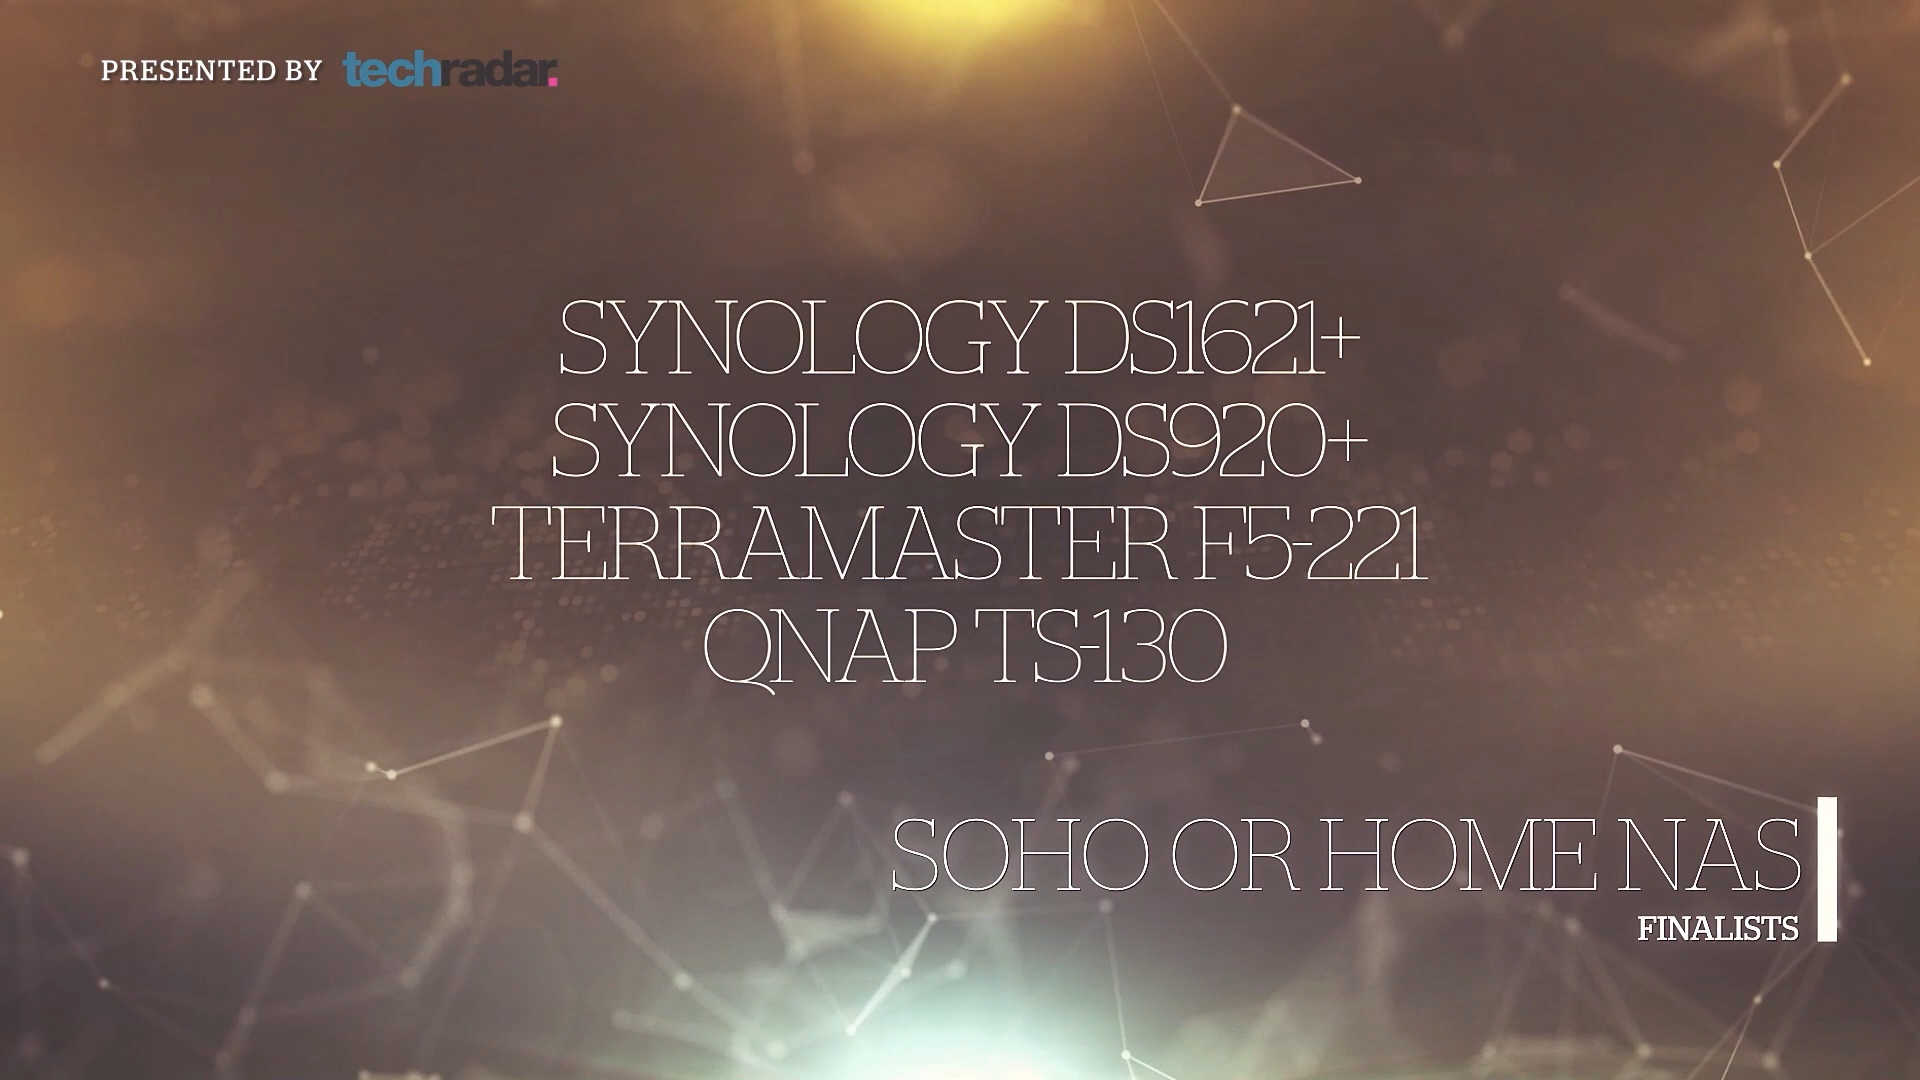 PRESENTED BY techradar.
SYNOLOGY DS1621+
SYNOLOGY DS920+
TERRAMASTER F5-221
QNAP TS-130
SOHO OR HOME NAS
FINALISTS